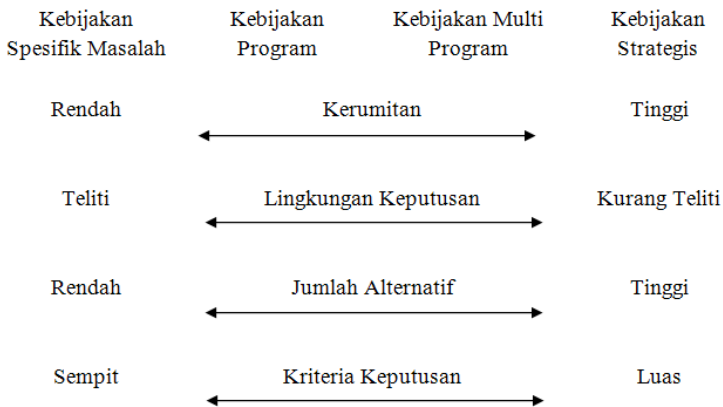 Kebijakan Kebijakan Kebijakan Multi Kebijakan
Spesifik Masalah Program Program Strategis
Rendah Kerumitan Tinggi
Teliti Lingkungan Keputusan Kurang Teliti
Rendah Jumlah Alternatif Tinggi
Sempit Kriteria Keputusan Luas